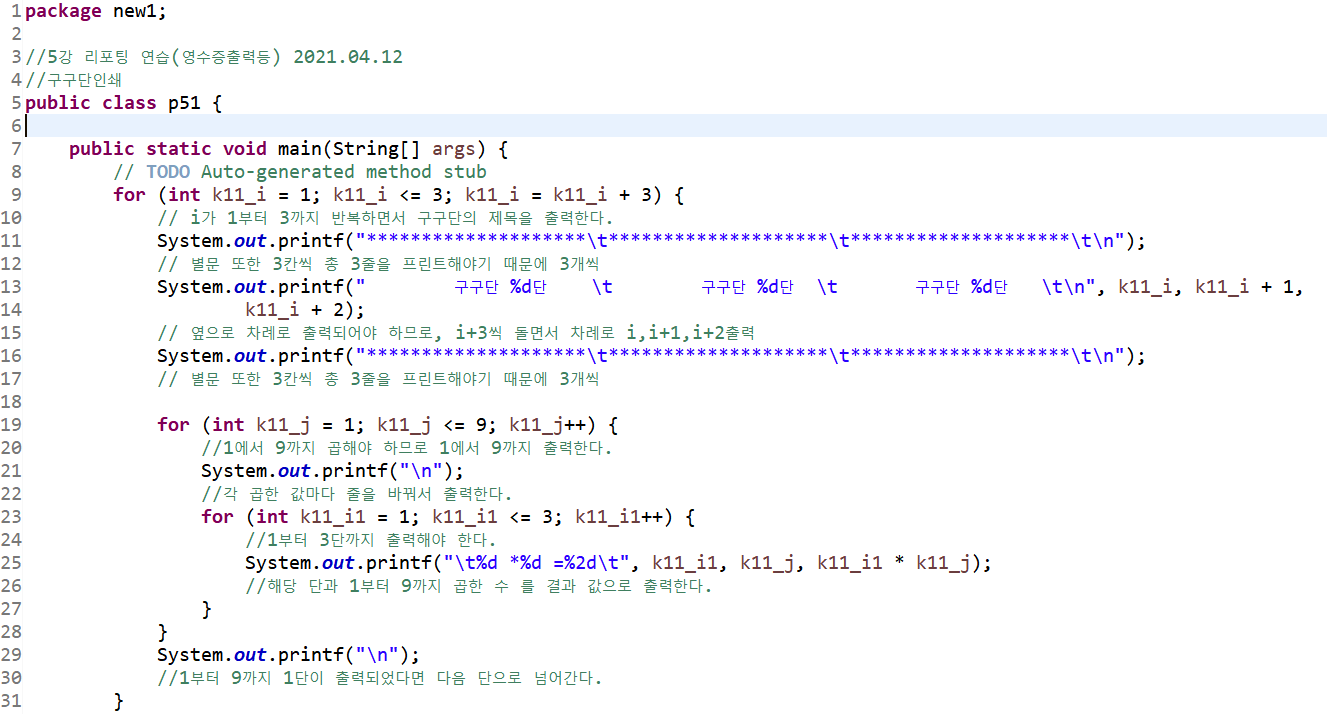 1 package new1;
2
3 //5강 리포팅 연습(영수증출력등) 2021.04.12
4 //구구단인쇄
5 public class p51 {
6
7     public static void main(String[] args) {
8         // TODO Auto-generated method stub
9         for (int k11_i = 1; k11_i <= 3; k11_i = k11_i + 3) {
10             // i가 1부터 3까지 반복하면서 구구단의 제목을 출력한다.
11             System.out.printf("********************\t********************\t********************\t\n");
12             // 별문 또한 3칸씩 총 3줄을 프린트해야기 때문에 3개씩
13             System.out.printf("        구구단 %d단    \t        구구단 %d단  \t       구구단 %d단   \t\n", k11_i, k11_i + 1,
14                     k11_i + 2);
15             // 옆으로 차례로 출력되어야 하므로, i+3씩 돌면서 차례로 i,i+1,i+2출력
16             System.out.printf("********************\t********************\t********************\t\n");
17             // 별문 또한 3칸씩 총 3줄을 프린트해야기 때문에 3개씩
18
19             for (int k11_j = 1; k11_j <= 9; k11_j++) {
20                 //1에서 9까지 곱해야 하므로 1에서 9까지 출력한다.
21                 System.out.printf("\n");
22                 //각 곱한 값마다 줄을 바꿔서 출력한다.
23                 for (int k11_i1 = 1; k11_i1 <= 3; k11_i1++) {
24                     //1부터 3단까지 출력해야 한다.
25                     System.out.printf("\t%d *%d =%2d\t", k11_i1, k11_j, k11_i1 * k11_j);
26                     //해당 단과 1부터 9까지 곱한 수 를 결과 값으로 출력한다.
27                 }
28             }
29             System.out.printf("\n");
30             //1부터 9까지 1단이 출력되었다면 다음 단으로 넘어간다.
31         }